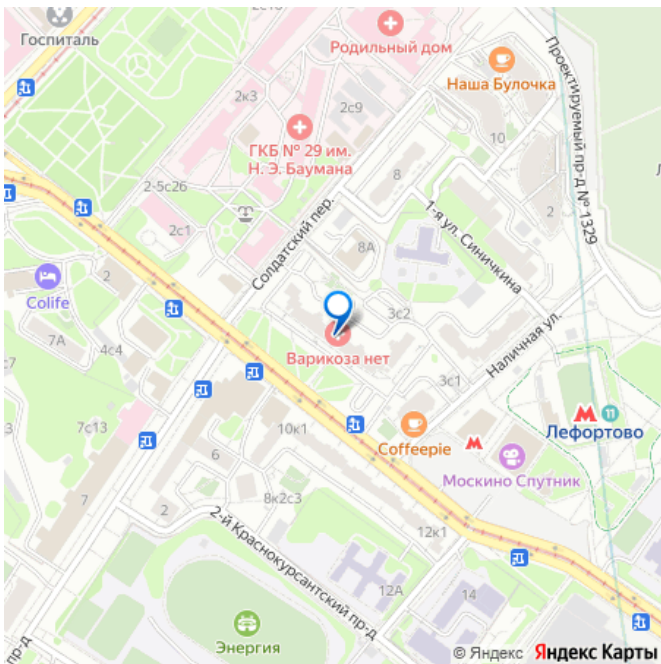 2с10
Госпиталь
Родильный дом
Проектируемый пр-д № 1329
Наша Булочка
2к3
2с9
ГКБ № 29 им.
Н. Э. Баумана
10
8
2-5с26
Солдатский пер.
1-я ул. Синичкина
2
2с1
8А
2
Colife
3с2
Наличная ул.
7А
4с4
Варикоза нет
3с1
11
Лефортово
Coffeepie
7с13
10к1
Москино Спутник
6
7
8к2с3
2
2-й Краснокурсантский пр-д
12к1
12А
14
Энергия
пр-д
© Яндекс Яндекс Карты